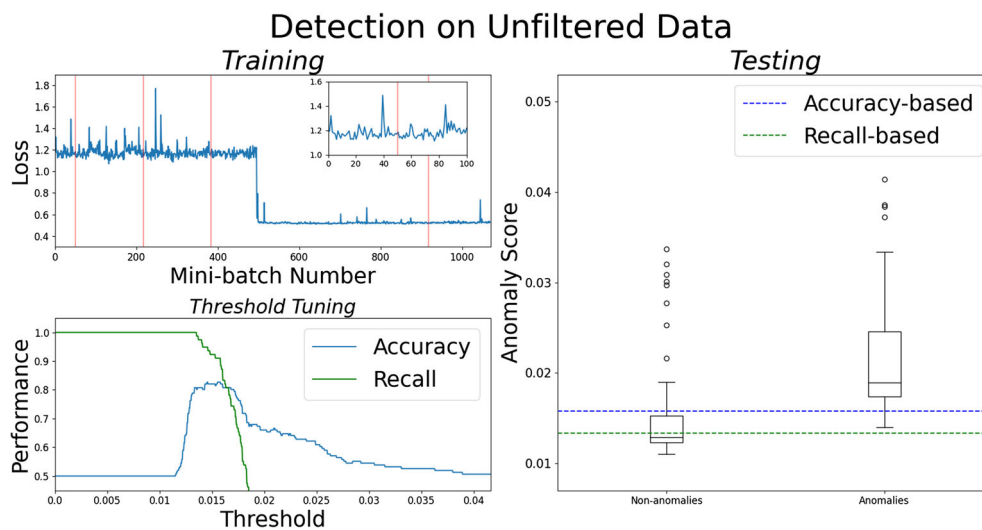 Detection on Unfiltered Data
Training
Loss
1.8
1.6
1.4
1.2
1.0
0.8
0.6
0.4
0 200 400 600 800 1000
Mini-batch Number
1.6
1.4
1.2
1.0
0 20 40 60 80 100
Threshold Tuning
Performance
1.0
0.9
0.8
0.7
0.6
0.5
0.0 0.005 0.01 0.015 0.02 0.025 0.03 0.035 0.04
Threshold
Accuracy
Recall
Testing
Anomaly Score
0.05
0.04
0.03
0.02
0.01
Accuracy-based
Recall-based
Non-anomalies Anomalies